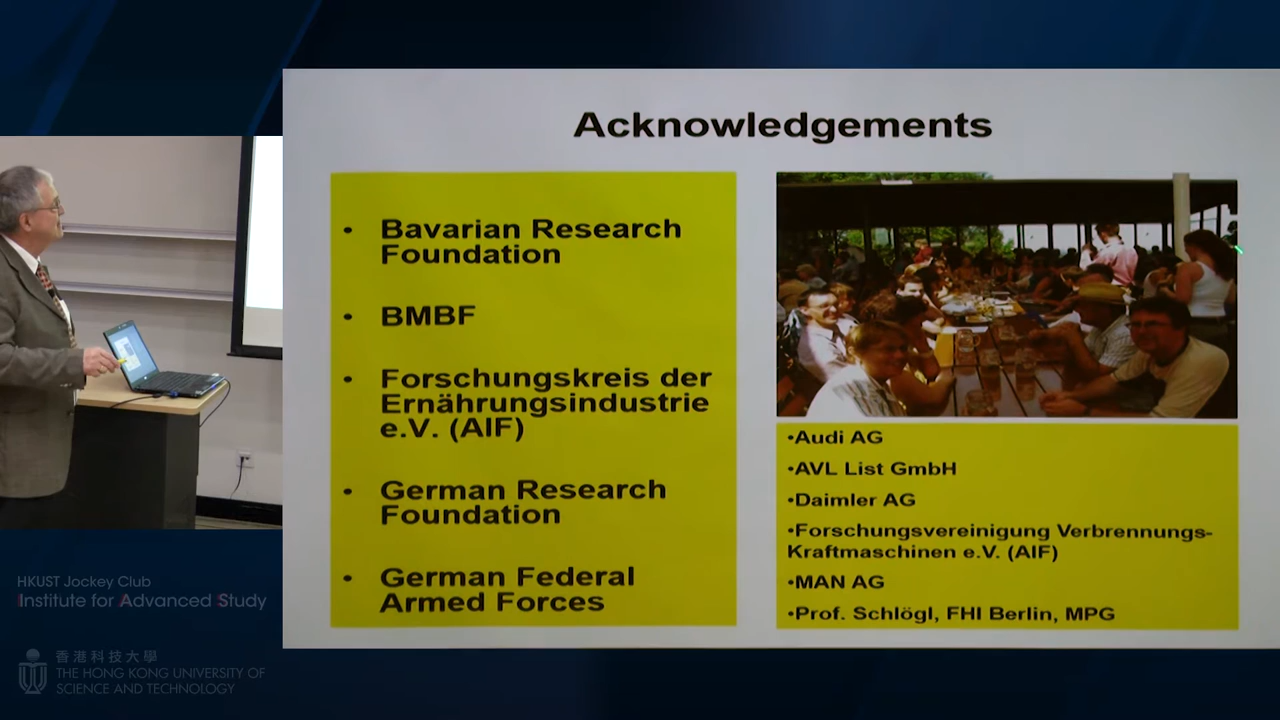 Acknowledgements
• Bavarian Research
Foundation
• BMBF
• Forschungskreis der
Ernährungsindustrie
e.V. (AIF)
• German Research
Foundation
• German Federal
Armed Forces
•Audi AG
•AVL List GmbH
•Daimler AG
•Forschungsvereinigung Verbrennungs-
Kraftmaschinen e.V. (AIF)
•MAN AG
•Prof. Schlögl, FHI Berlin, MPG
HKUST Jockey Club
Institute for Advanced Study
香港科技大學
THE HONG KONG UNIVERSITY OF
SCIENCE AND TECHNOLOGY